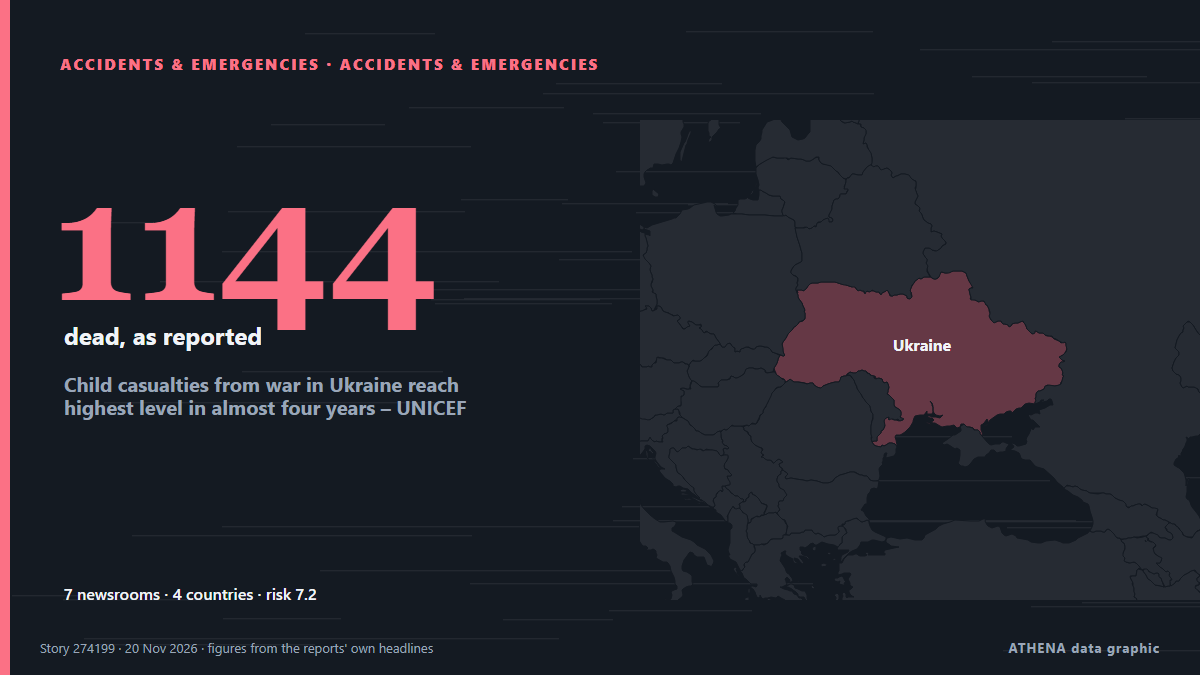 ACCIDENTS & EMERGENCIES · ACCIDENTS & EMERGENCIES
1144
dead, as reported
Child casualties from war in Ukraine reach
highest level in almost four years – UNICEF
Ukraine
7 newsrooms · 4 countries · risk 7.2
Story 274199 · 20 Nov 2026 · figures from the reports' own headlines
ATHENA data graphic